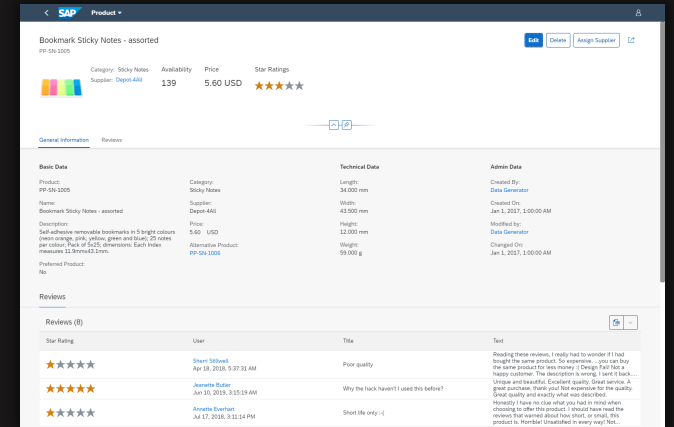 SAP Product
Bookmark Sticky Notes - assorted
PP-SN-1005
Edit Delete Assign Supplier
Category: Sticky Notes
Supplier: Depot-4All
Availability
139
Price
5.60 USD
Star Ratings
General Information Reviews
Basic Data
Product:
PP-SN-1005
Name:
Bookmark Sticky Notes - assorted
Description:
Self-adhesive removable bookmarks in 5 bright colours
(neon orange, pink, yellow, green and blue); 25 notes
per colour; Pack of 5x25; dimensions: Each Index
measures 11.9mmx43.1mm.
Preferred Product:
No
Category:
Sticky Notes
Supplier:
Depot-4All
Price:
5.60 USD
Alternative Product:
PP-SN-1006
Technical Data
Length:
34.000 mm
Width:
43.500 mm
Height:
12.000 mm
Weight:
59.000 g
Admin Data
Created By:
Data Generator
Created On:
Jan 1, 2017, 1:00:00 AM
Modified by:
Data Generator
Changed On:
Jan 1, 2017, 1:00:00 AM
Reviews
Reviews (8)
Star Rating User Title Text
Sherri Stillwell
Apr 18, 2018, 5:37:31 AM
Poor quality
Reading these reviews, I really had to wonder if I had
bought the same product. So expensive. ...you can buy
the same product for less money :( Design Fail! Not a
happy customer. The description is wrong. I sent it back,...
Jeanette Butler
Jun 10, 2019, 3:15:19 AM
Why the hack haven't I used this before?
Unique and beautiful. Excellent quality. Great service. A
great purchase, thank you! Not expensive for the quality.
Great quality and exactly what was described.
Annette Everhart
Jul 17, 2018, 3:11:14 PM
Short life only :-(
Honestly I have no clue what you had in mind when
choosing to offer this product. I should have read the
reviews that warned about how short, or small, this
product is. Horrible! Unsatisfied in every way! Not...